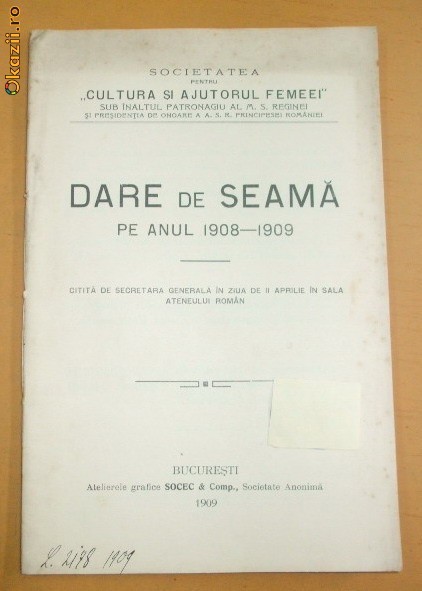 Okazii.ro
SOCIETATEA
PENTRU
„CULTURA ȘI AJUTORUL FEMEEI"
SUB ÎNALTUL PATRONAGIU AL M. S. REGINEI
ȘI PREȘIDENȚIA DE ONOARE A A. S. R. PRINCIPESEI ROMÂNIEI
DARE DE SEAMĂ
PE ANUL 1908—1909
CITITĂ DE SECRETARA GENERALĂ ÎN ZIUA DE II APRILIE ÎN SALA
ATENEULUI ROMÂN
BUCUREȘTI
Atelierele grafice SOCEC & Comp., Societate Anonimă
1909
L. 2148 1909